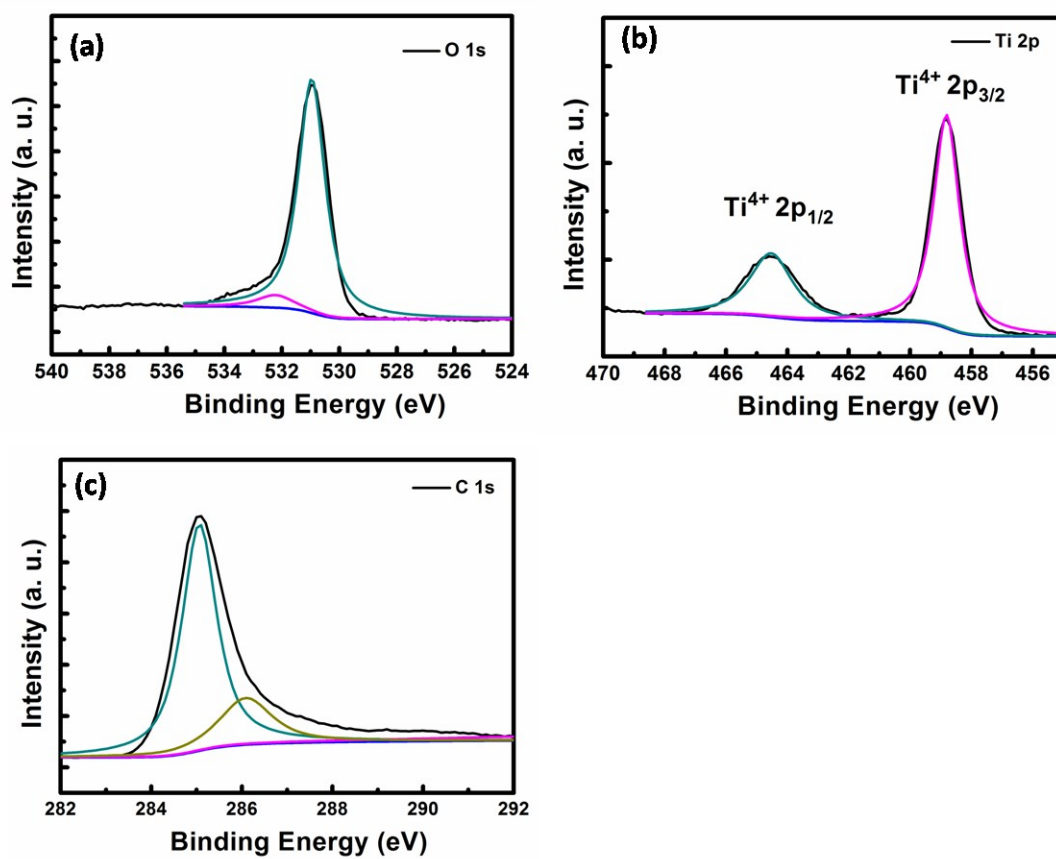 (a)
O 1s
Intensity (a. u.)
540 538 536 534 532 530 528 526 524
Binding Energy (eV)
(b)
Ti 2p
Ti⁴⁺ 2p₃/₂
Ti⁴⁺ 2p₁/₂
Intensity (a. u.)
470 468 466 464 462 460 458 456
Binding Energy (eV)
(c)
C 1s
Intensity (a. u.)
282 284 286 288 290 292
Binding Energy (eV)